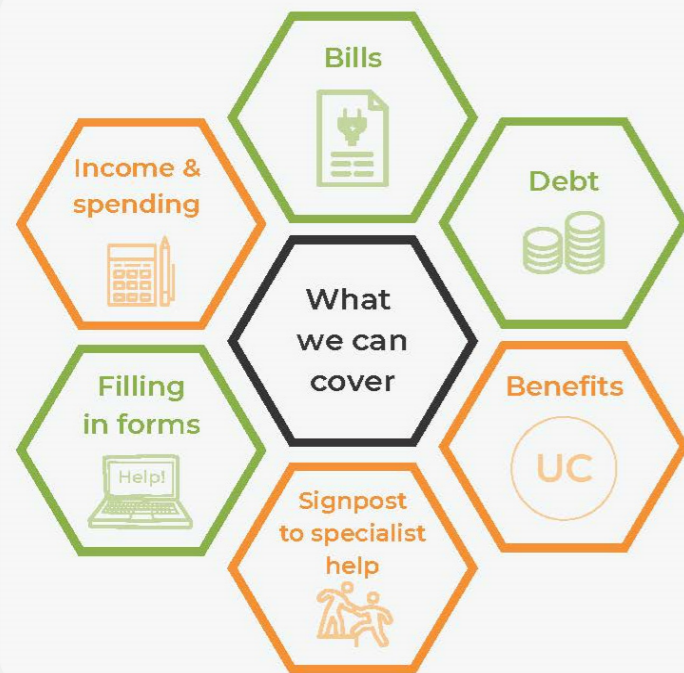 Bills
Income &
spending
Debt
What
we can
cover
Filling
in forms
Help!
Benefits
UC
Signpost
to specialist
help